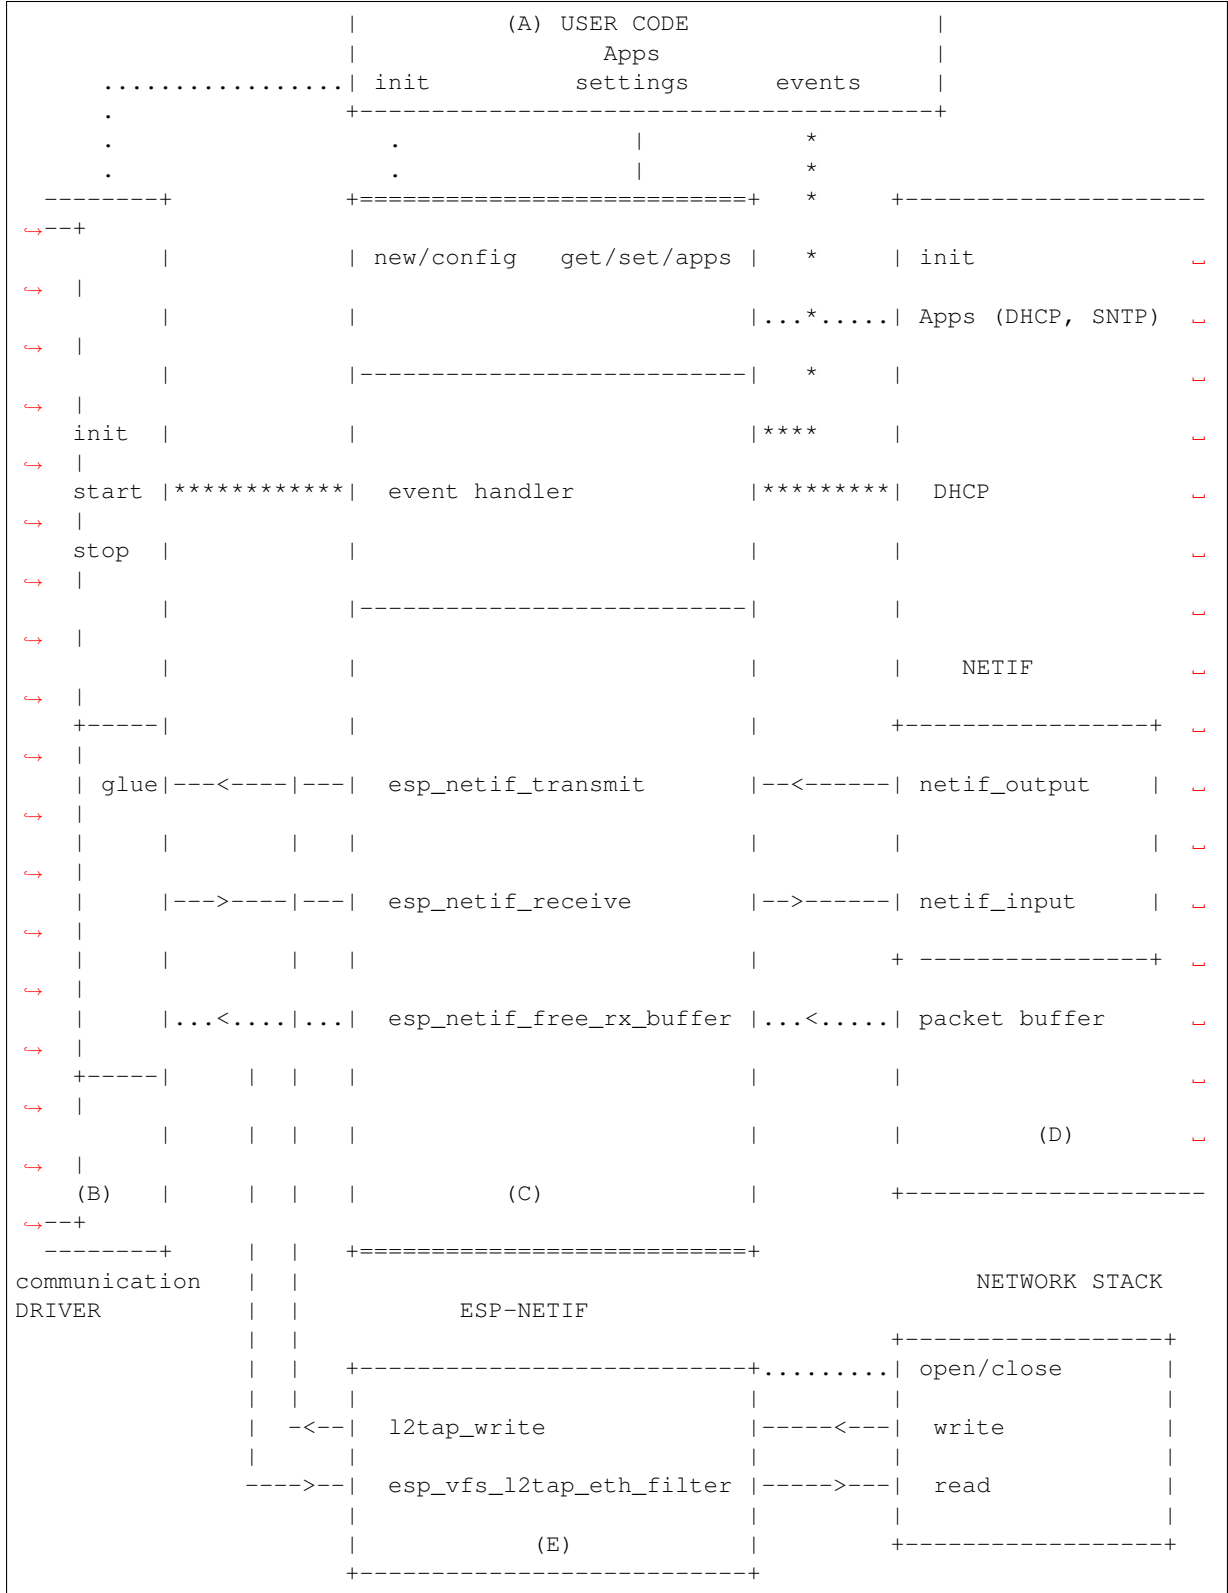 |          (A) USER CODE                 |
                       |                 Apps                   |
      .................| init          settings      events     |
      .                +----------------------------------------+
      .                   .                |           *
      .                   .                |           *
  --------+            +===========================+   *     +---------------------
↪--+
          |            | new/config   get/set/apps |   *     | init               ␣
↪  |
          |            |                           |...*.....| Apps (DHCP, SNTP)  ␣
↪  |
          |            |---------------------------|   *     |                    ␣
↪  |
    init  |            |                           |****     |                    ␣
↪  |
    start |************|  event handler            |*********|  DHCP              ␣
↪  |
    stop  |            |                           |         |                    ␣
↪  |
          |            |---------------------------|         |                    ␣
↪  |
          |            |                           |         |    NETIF           ␣
↪  |
    +-----|            |                           |         +-----------------+  ␣
↪  |
    | glue|---<----|---|  esp_netif_transmit       |--<------| netif_output    |  ␣
↪  |
    |     |        |   |                           |         |                 |  ␣
↪  |
    |     |--->----|---|  esp_netif_receive        |-->------| netif_input     |  ␣
↪  |
    |     |        |   |                           |         + ----------------+  ␣
↪  |
    |     |...<....|...|  esp_netif_free_rx_buffer |...<.....| packet buffer      ␣
↪  |
    +-----|     |  |   |                           |         |                    ␣
↪  |
          |     |  |   |                           |         |         (D)        ␣
↪  |
    (B)   |     |  |   |          (C)              |         +---------------------
↪--+
  --------+     |  |   +===========================+
communication   |  |                                               NETWORK STACK
DRIVER          |  |           ESP-NETIF
                |  |                                         +------------------+
                |  |   +---------------------------+.........| open/close       |
                |  |   |                           |         |                  |
                |  -<--|  l2tap_write              |-----<---|  write           |
                |      |                           |         |                  |
                ---->--|  esp_vfs_l2tap_eth_filter |----->---|  read            |
                       |                           |         |                  |
                       |            (E)            |         +------------------+
                       +---------------------------+